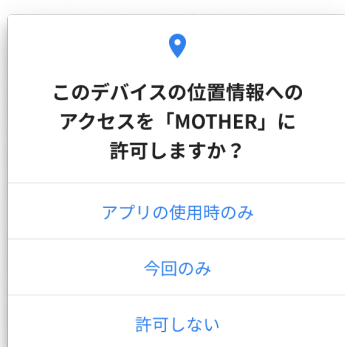 このデバイスの位置情報への
アクセスを「MOTHER」に
許可しますか？
アプリの使用時のみ
今回のみ
許可しない